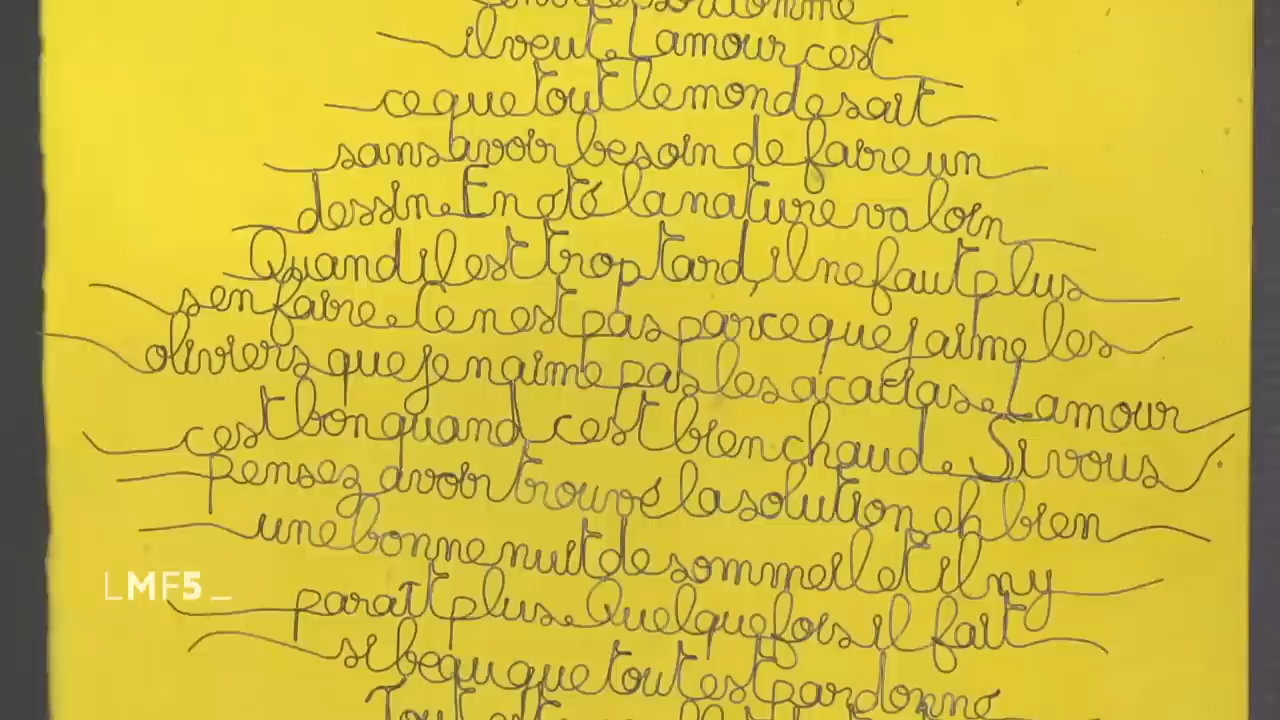 il veut. L'amour c'est
ce que tout le monde sait
sans avoir besoin de faire un
dessin. En été la nature va loin
Quand il est trop tard, il ne faut plus
s'en faire. Ce n'est pas parce que j'aime les
oliviers que je n'aime pas les acacias. L'amour
c'est bon quand c'est bien chaud. Si vous
pensez avoir trouvé la solution eh bien
une bonne nuit de sommeil et il n'y
paraît plus. Quelquefois il fait
si beau que tout est pardonné
Tout est
LMF5_